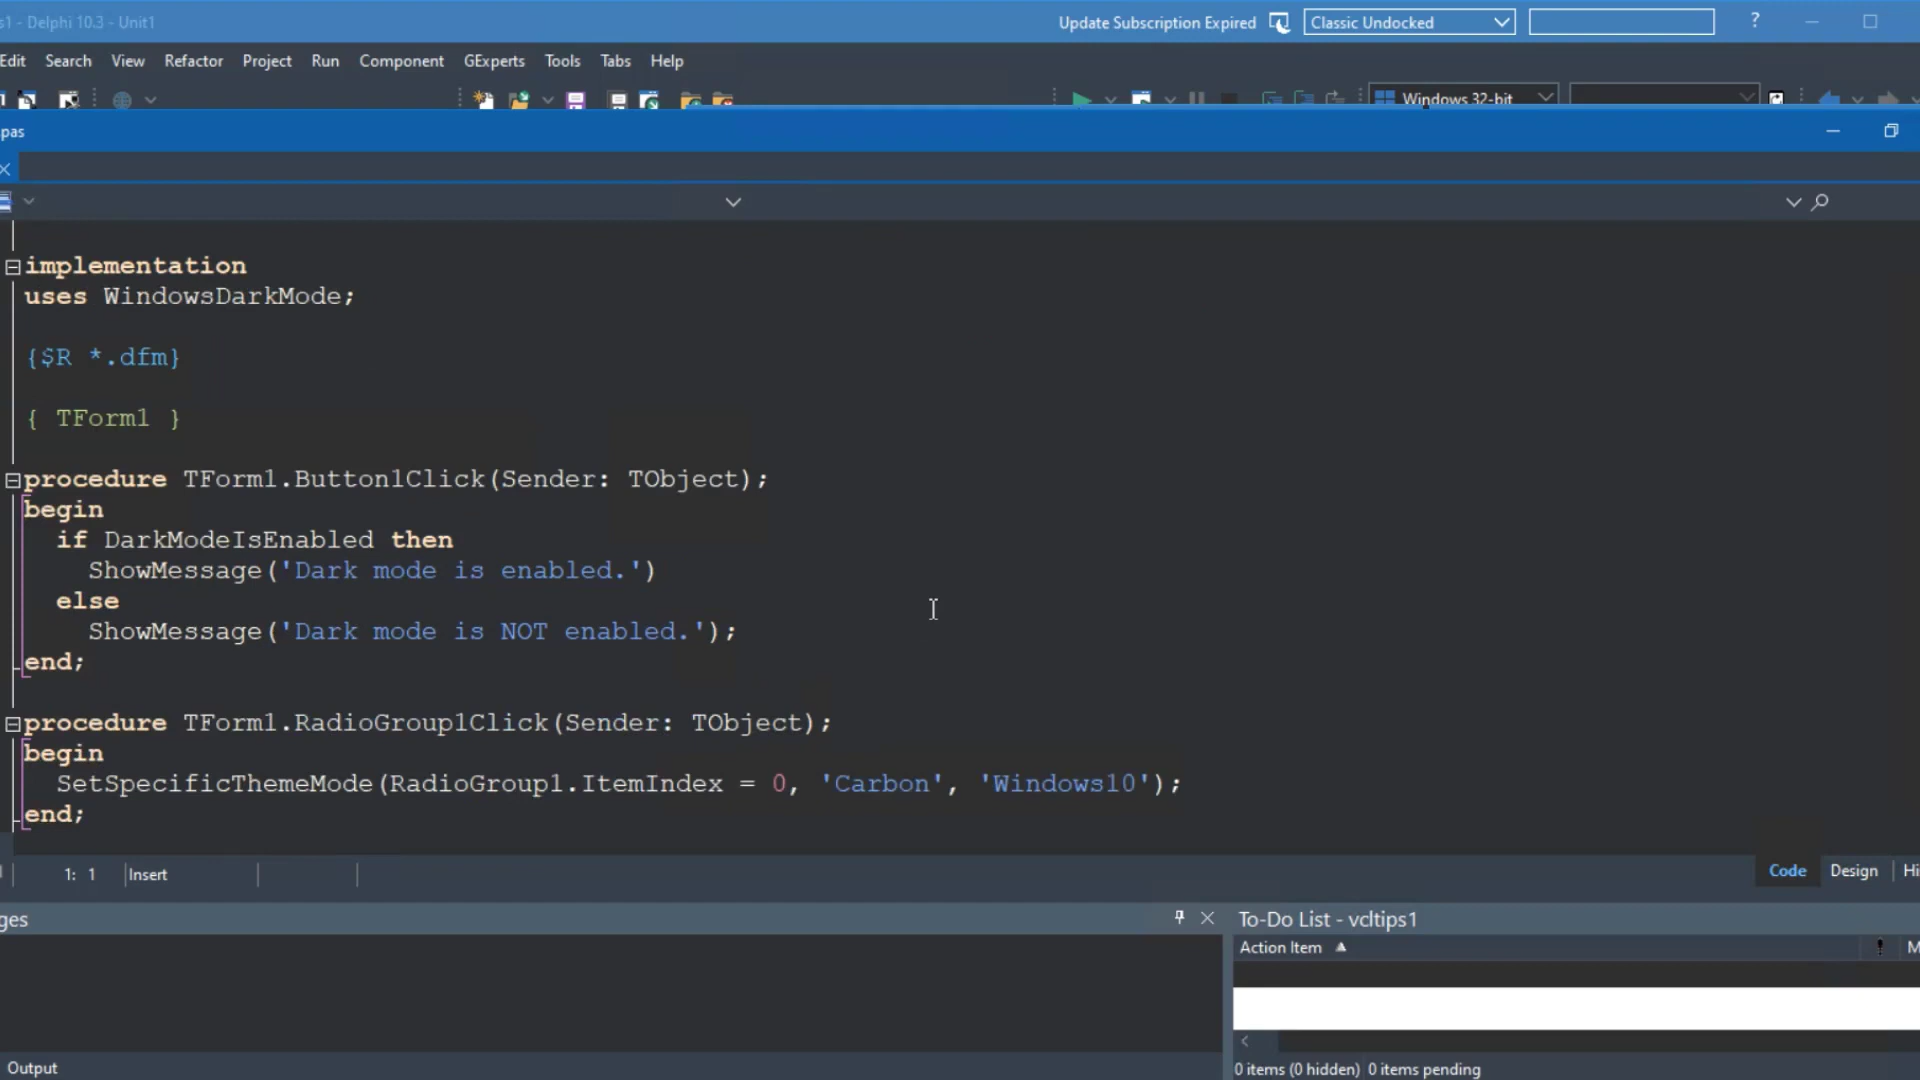 s1 - Delphi 10.3 - Unit1
Update Subscription Expired
Classic Undocked
?
Edit Search View Refactor Project Run Component GExperts Tools Tabs Help
Windows 32-bit
pas
implementation
uses WindowsDarkMode;
{$R *.dfm}
{ TForm1 }
procedure TForm1.Button1Click(Sender: TObject);
begin
if DarkModeIsEnabled then
ShowMessage('Dark mode is enabled.')
else
ShowMessage('Dark mode is NOT enabled.');
end;
procedure TForm1.RadioGroup1Click(Sender: TObject);
begin
SetSpecificThemeMode(RadioGroup1.ItemIndex = 0, 'Carbon', 'Windows10');
end;
1: 1 Insert
Code Design Hi
ges
To-Do List - vcltips1
Action Item ! M
Output
0 items (0 hidden) 0 items pending